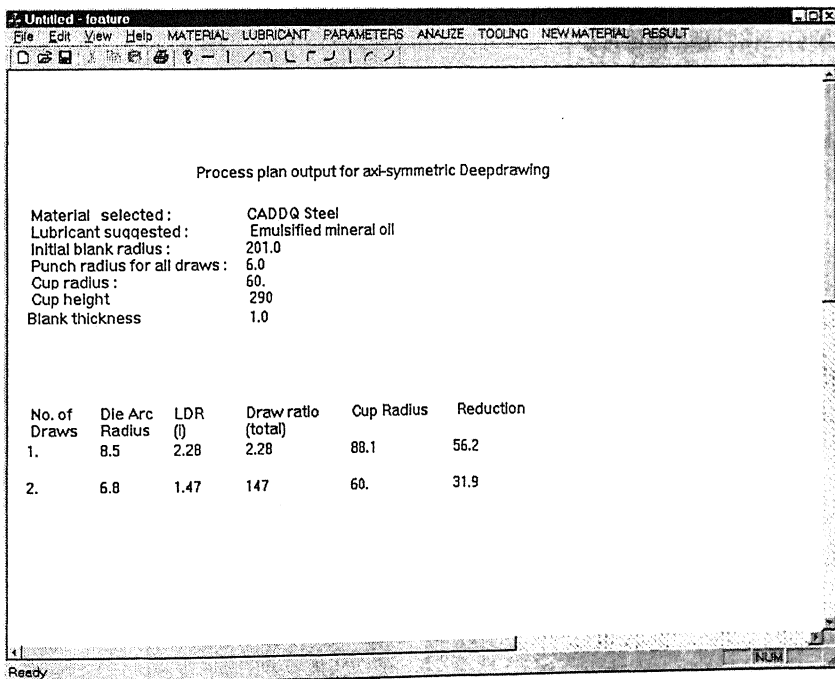 Untitled - feature
File Edit View Help MATERIAL LUBRICANT PARAMETERS ANALIZE TOOLING NEW MATERIAL RESULT
Process plan output for axi-symmetric Deepdrawing
Material selected : CADDQ Steel
Lubricant suggested : Emulsified mineral oil
Initial blank radius : 201.0
Punch radius for all draws : 6.0
Cup radius : 60.
Cup height 290
Blank thickness 1.0
No. of Die Arc LDR Draw ratio Cup Radius Reduction
Draws Radius (I) (total)
1. 8.5 2.28 2.28 88.1 56.2
2. 6.8 1.47 147 60. 31.9
Ready NUM